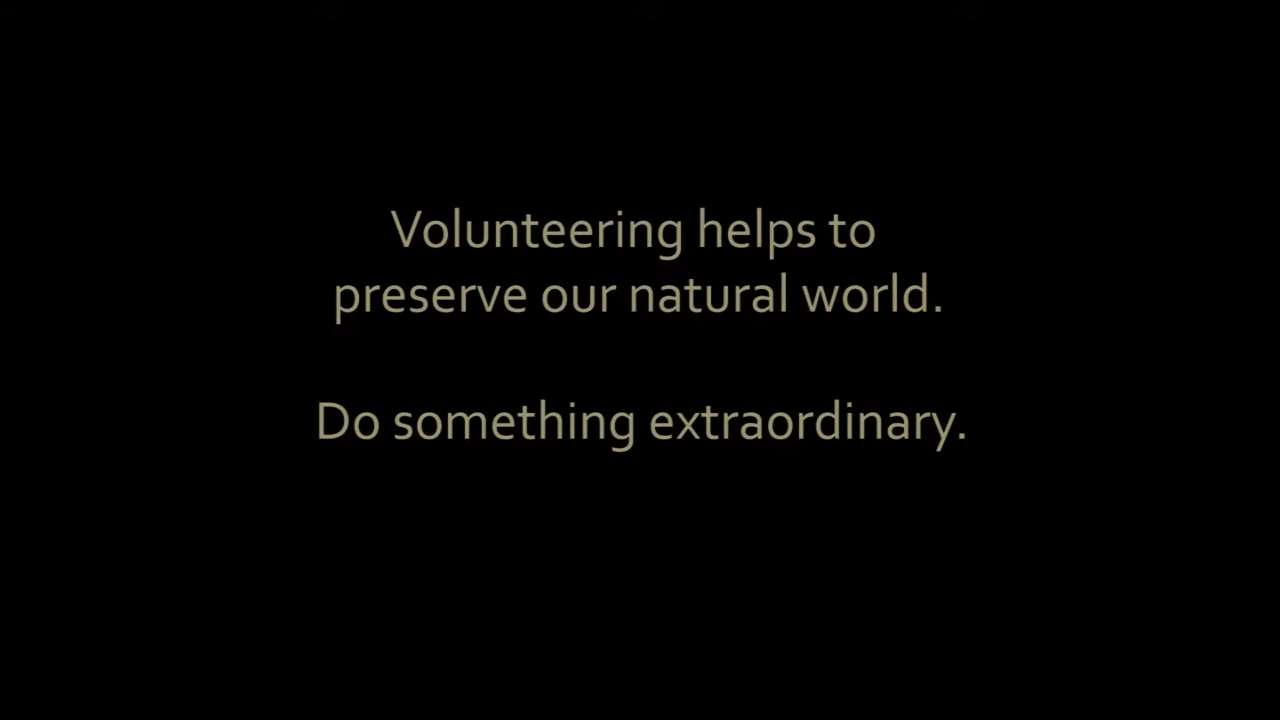 Volunteering helps to
preserve our natural world.
Do something extraordinary.